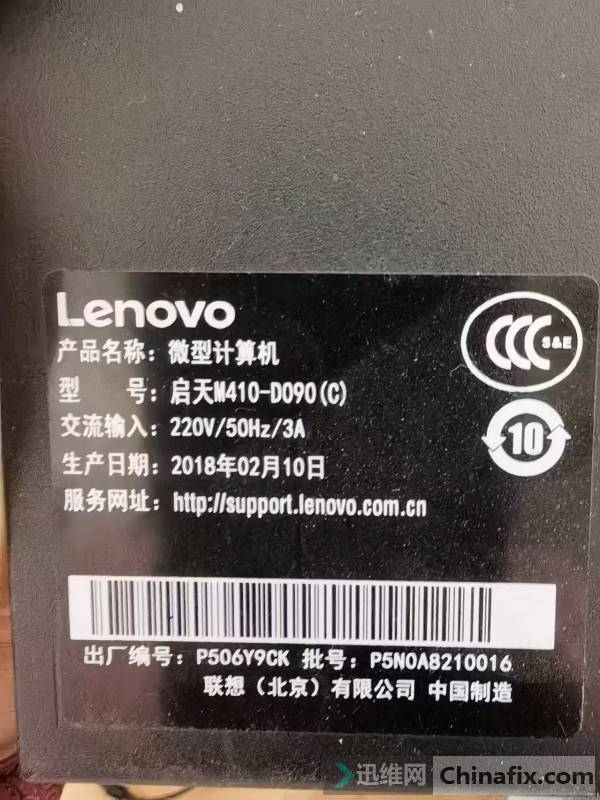 Lenovo
产品名称：微型计算机
型　号：启天M410-D090(C)
交流输入：220V/50Hz/3A
生产日期：2018年02月10日
服务网址：http://support.lenovo.com.cn
CCC S&E
10
出厂编号：P506Y9CK 批号：P5N0A8210016
联想（北京）有限公司 中国制造
迅维网 Chinafix.com